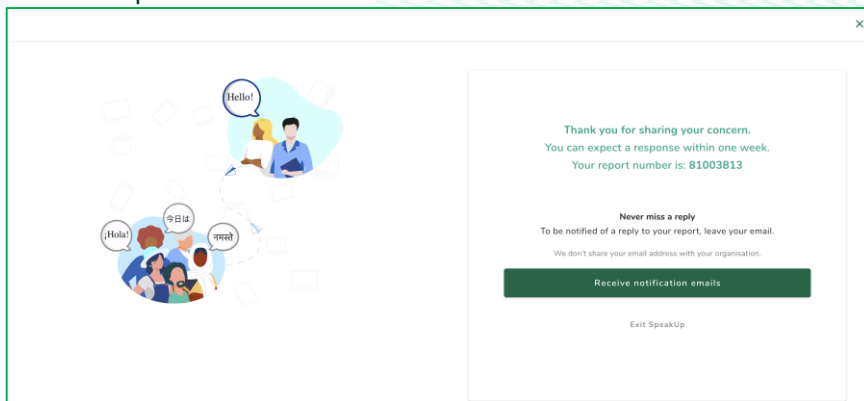 ×
Hello!
今日は
¡Hola!
नमस्ते
Thank you for sharing your concern.
You can expect a response within one week.
Your report number is: 81003813
Never miss a reply
To be notified of a reply to your report, leave your email.
We don't share your email address with your organisation.
Receive notification emails
Exit SpeakUp